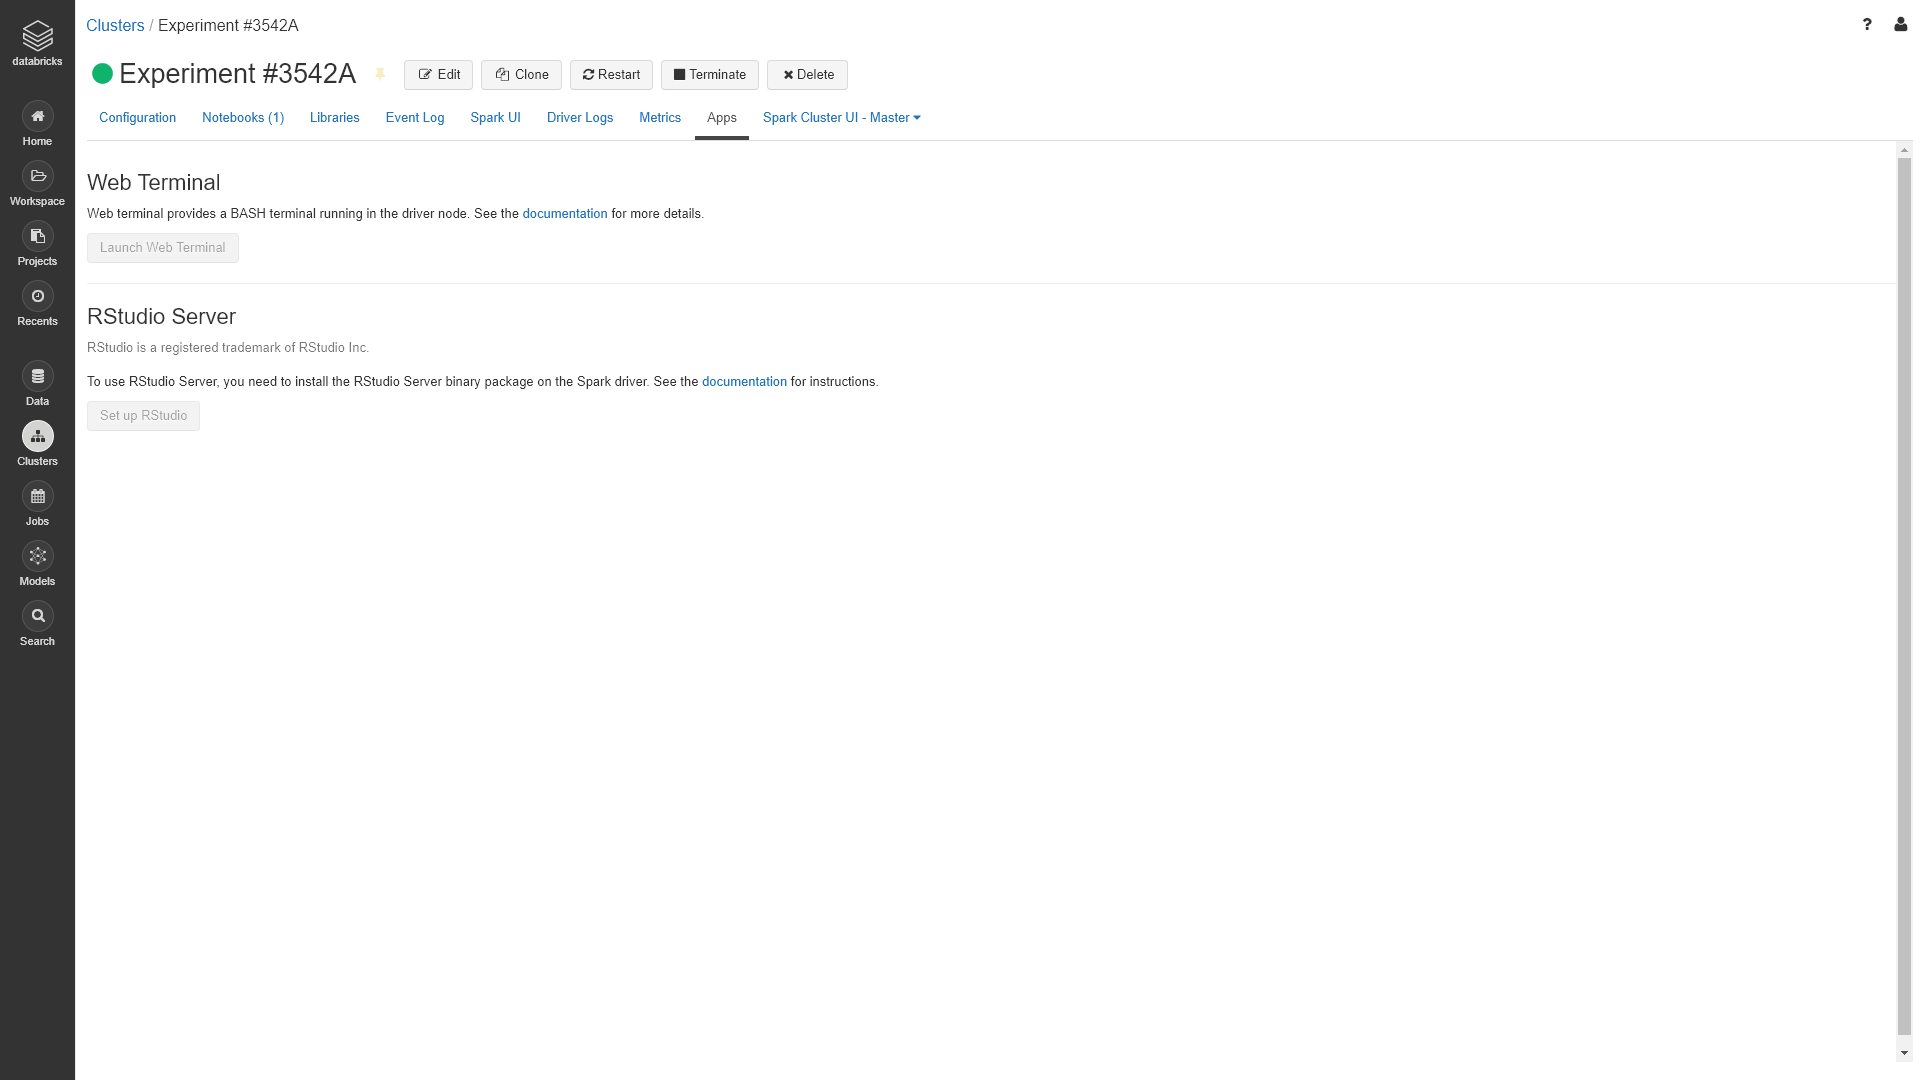 databricks
Home
Workspace
Projects
Recents
Data
Clusters
Jobs
Models
Search
Clusters / Experiment #3542A
?
Experiment #3542A Edit Clone Restart Terminate Delete
Configuration Notebooks (1) Libraries Event Log Spark UI Driver Logs Metrics Apps Spark Cluster UI - Master
Web Terminal
Web terminal provides a BASH terminal running in the driver node. See the documentation for more details.
Launch Web Terminal
RStudio Server
RStudio is a registered trademark of RStudio Inc.
To use RStudio Server, you need to install the RStudio Server binary package on the Spark driver. See the documentation for instructions.
Set up RStudio